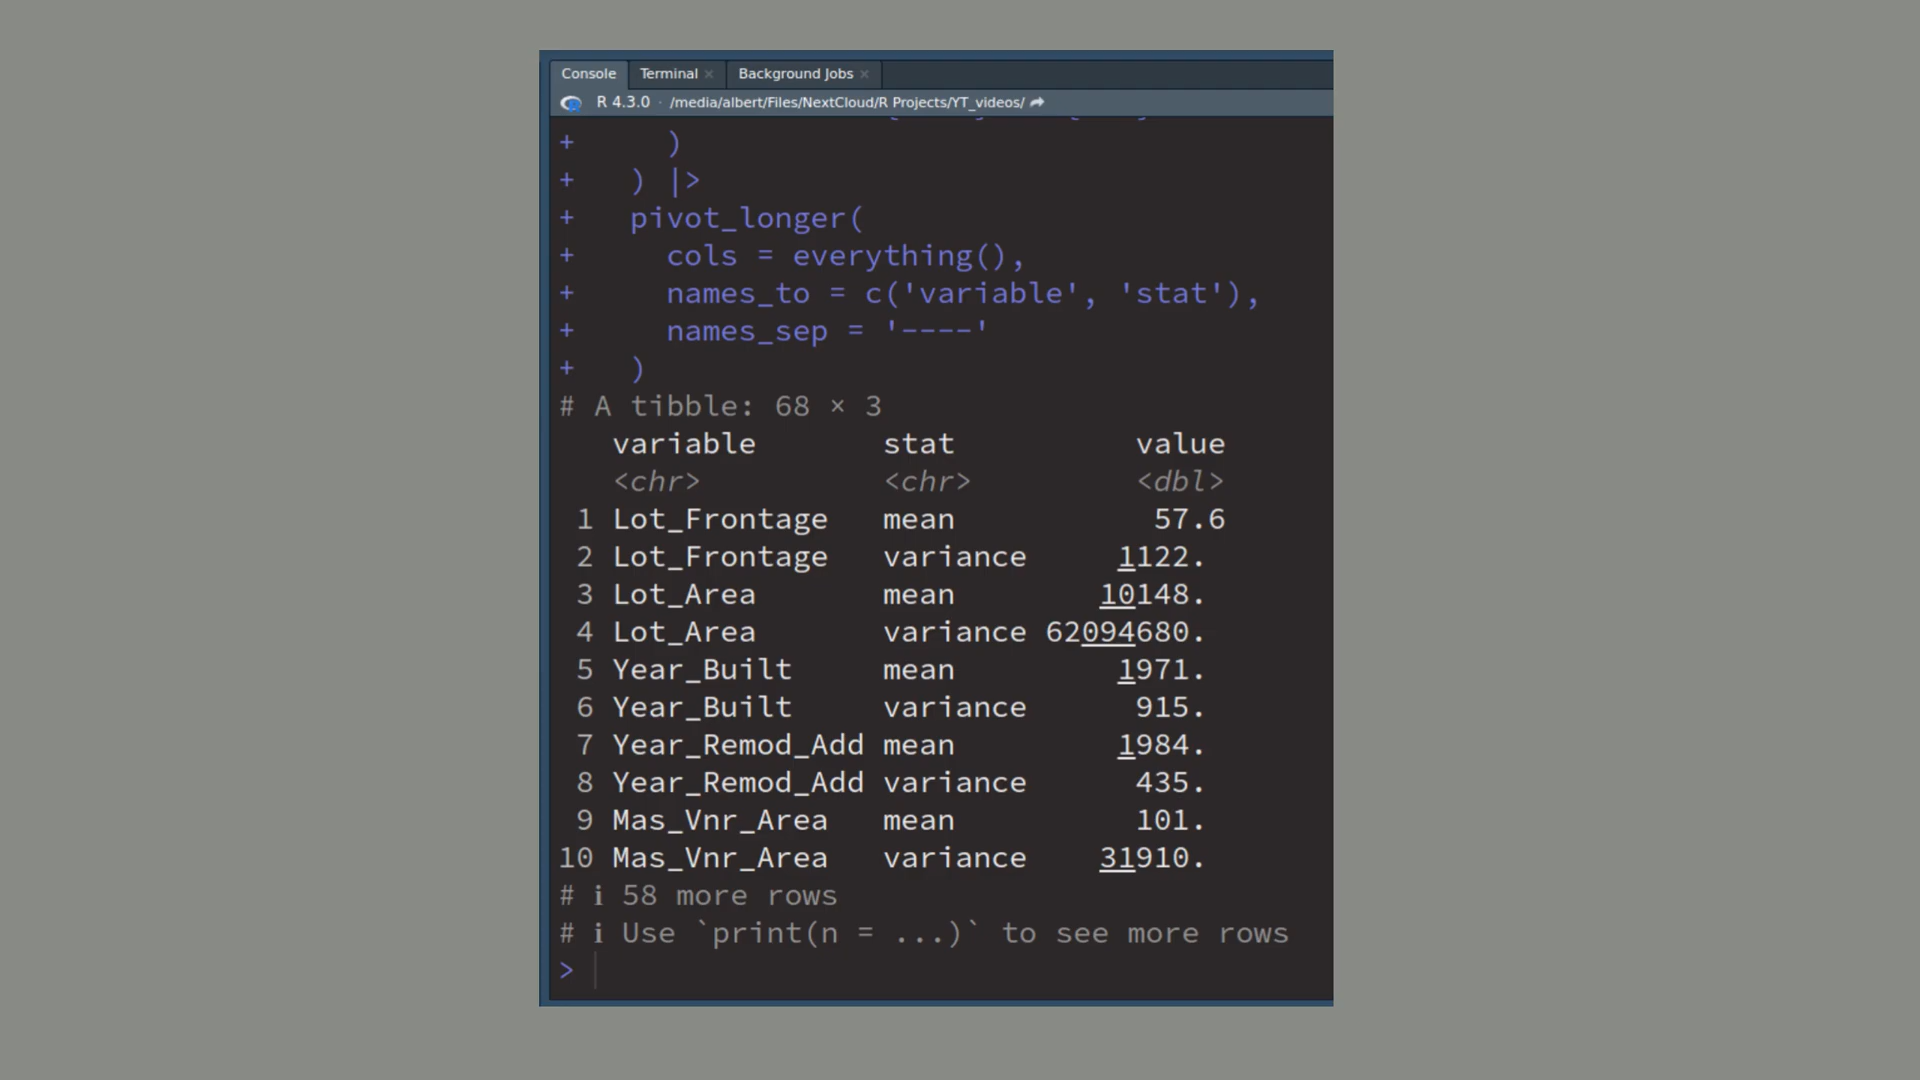 Console Terminal × Background Jobs ×
R 4.3.0 · /media/albert/Files/NextCloud/R Projects/YT_videos/
+ )
+ ) |>
+ pivot_longer(
+ cols = everything(),
+ names_to = c('variable', 'stat'),
+ names_sep = '----'
+ )
# A tibble: 68 × 3
variable stat value
<chr> <chr> <dbl>
1 Lot_Frontage mean 57.6
2 Lot_Frontage variance 1122.
3 Lot_Area mean 10148.
4 Lot_Area variance 62094680.
5 Year_Built mean 1971.
6 Year_Built variance 915.
7 Year_Remod_Add mean 1984.
8 Year_Remod_Add variance 435.
9 Mas_Vnr_Area mean 101.
10 Mas_Vnr_Area variance 31910.
# ℹ 58 more rows
# ℹ Use `print(n = ...)` to see more rows
>